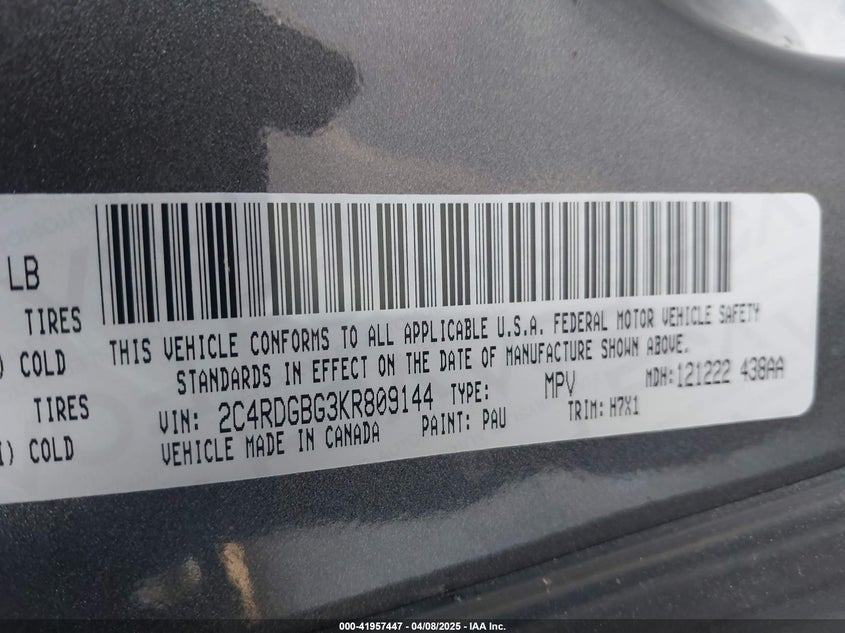 LB
TIRES
) COLD
TIRES
I) COLD
THIS VEHICLE CONFORMS TO ALL APPLICABLE U.S.A. FEDERAL MOTOR VEHICLE SAFETY
STANDARDS IN EFFECT ON THE DATE OF MANUFACTURE SHOWN ABOVE.
VIN: 2C4RDGBG3KR809144 TYPE: MPV MDH:121222 438AA
VEHICLE MADE IN CANADA PAINT: PAU TRIM: H7X1
000-41957447 - 04/08/2025 - IAA Inc.